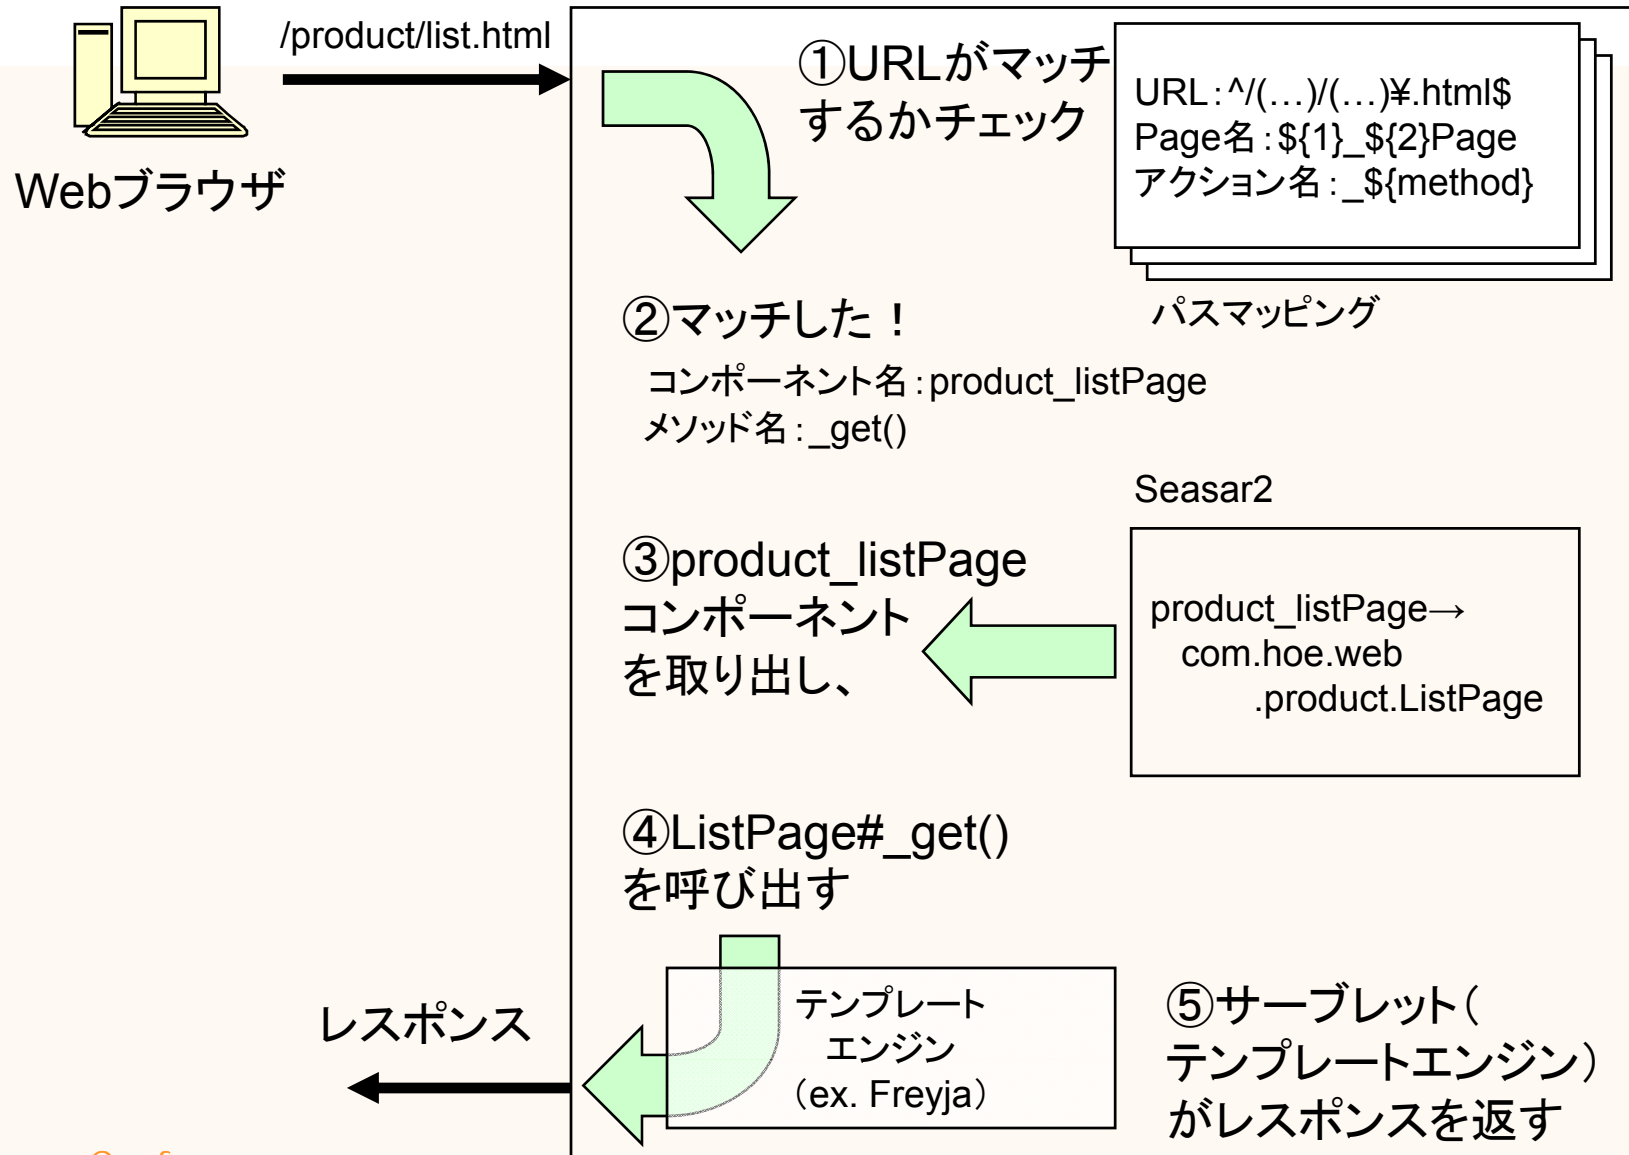 /product/list.html
Webブラウザ
①URLがマッチ
するかチェック
URL:^/(…)/(…)¥.html$
Page名:${1}_${2}Page
アクション名:_${method}
パスマッピング
②マッチした!
コンポーネント名:product_listPage
メソッド名:_get()
Seasar2
③product_listPage
コンポーネント
を取り出し、
product_listPage→
com.hoe.web
.product.ListPage
④ListPage#_get()
を呼び出す
テンプレート
エンジン
(ex. Freyja)
レスポンス
⑤サーブレット(
テンプレートエンジン)
がレスポンスを返す